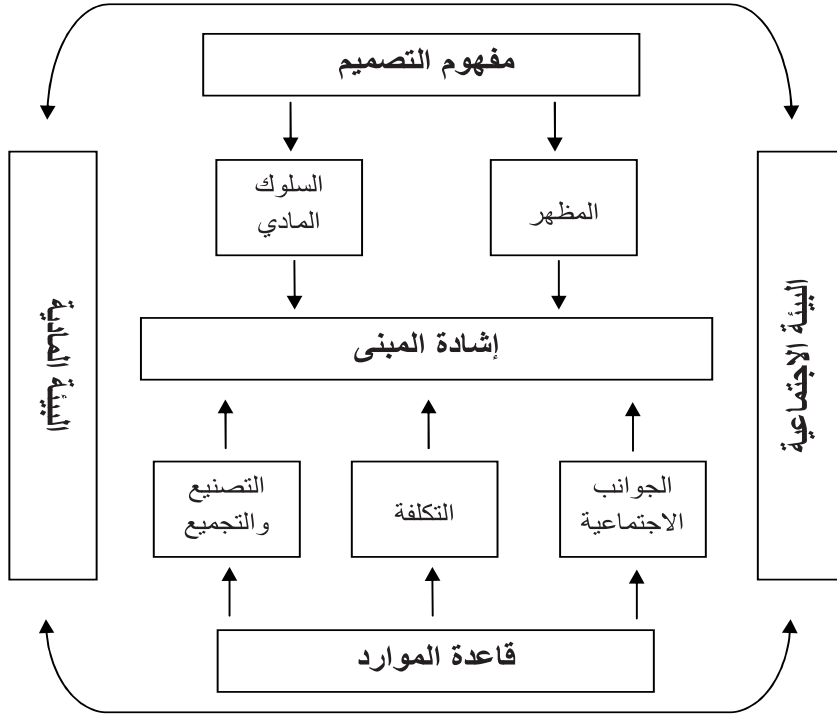 مفهوم التصميم
المظهر
السلوك
المادي
البيئة الاجتماعية
البيئة المادية
إشادة المبنى
الجوانب
الاجتماعية
التكلفة
التصنيع
والتجميع
قاعدة الموارد